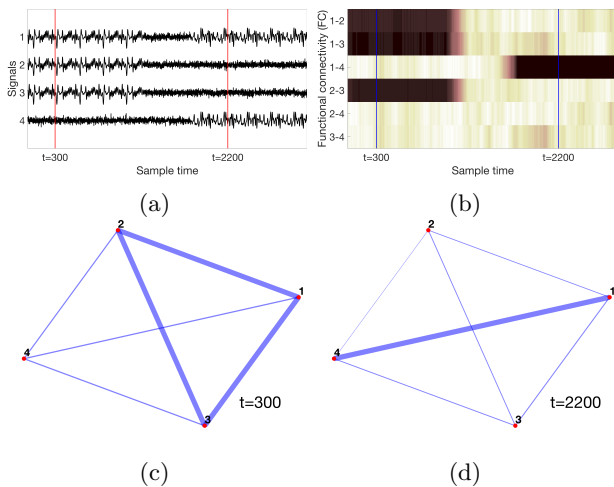 Signals
1
2
3
4
t=300
t=2200
Sample time
(a)
Functional connectivity (FC)
1-2
1-3
1-4
2-3
2-4
3-4
t=300
t=2200
Sample time
(b)
2
1
4
3
t=300
(c)
2
1
4
3
t=2200
(d)